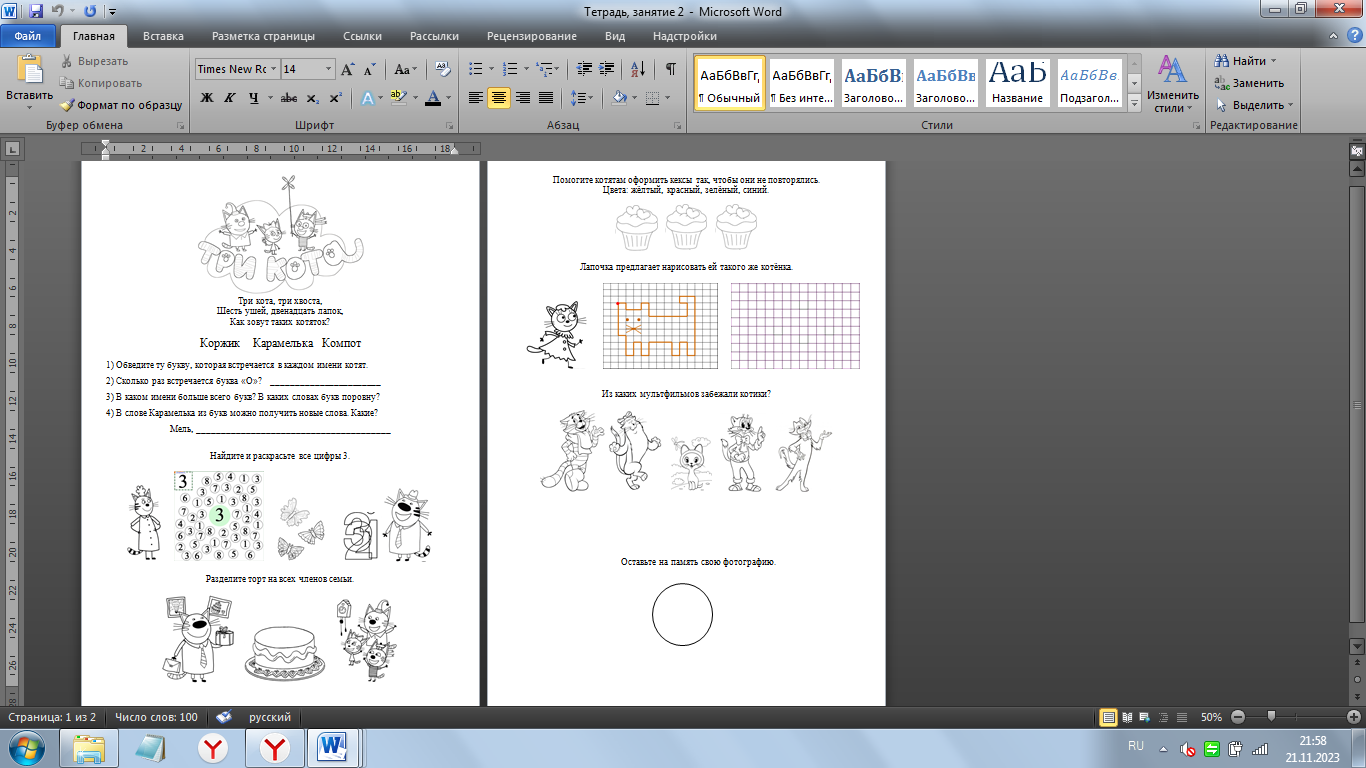 Тетрадь, занятие 2 - Microsoft Word
Файл Главная Вставка Разметка страницы Ссылки Рассылки Рецензирование Вид Надстройки
Вставить
Вырезать
Копировать
Формат по образцу
Буфер обмена
Times New Ro 14
Шрифт
Абзац
АаБбВвГг, АаБбВвГг, АаБбВ АаБбВв АаЬ АаБбВв.
¶ Обычный ¶ Без инте... Заголово... Заголово... Название Подзагол...
Стили
Изменить стили
Найти
Заменить
Выделить
Редактирование
ТРИ КОТА
Три кота, три хвоста,
Шесть ушей, двенадцать лапок,
Как зовут таких котяток?
Коржик Карамелька Компот
1) Обведите ту букву, которая встречается в каждом имени котят.
2) Сколько раз встречается буква «О»? ______________________
3) В каком имени больше всего букв? В каких словах букв поровну?
4) В слове Карамелька из букв можно получить новые слова. Какие?
Мель, ______________________________________
Найдите и раскрасьте все цифры 3.
Разделите торт на всех членов семьи.
Помогите котятам оформить кексы так, чтобы они не повторялись.
Цвета: жёлтый, красный, зелёный, синий.
Лапочка предлагает нарисовать ей такого же котёнка.
Из каких мультфильмов забежали котики?
Оставьте на память свою фотографию.
Страница: 1 из 2 Число слов: 100 русский 50%
RU 21:58
21.11.2023